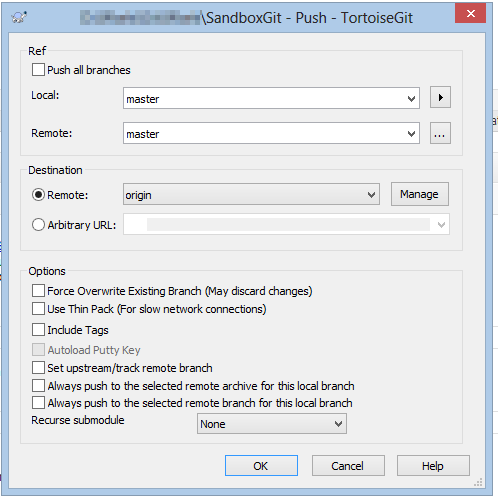 \SandboxGit - Push - TortoiseGit
Ref
Push all branches
Local:
master
Remote:
master
...
Destination
Remote:
origin
Manage
Arbitrary URL:
Options
Force Overwrite Existing Branch (May discard changes)
Use Thin Pack (For slow network connections)
Include Tags
Autoload Putty Key
Set upstream/track remote branch
Always push to the selected remote archive for this local branch
Always push to the selected remote branch for this local branch
Recurse submodule
None
OK
Cancel
Help